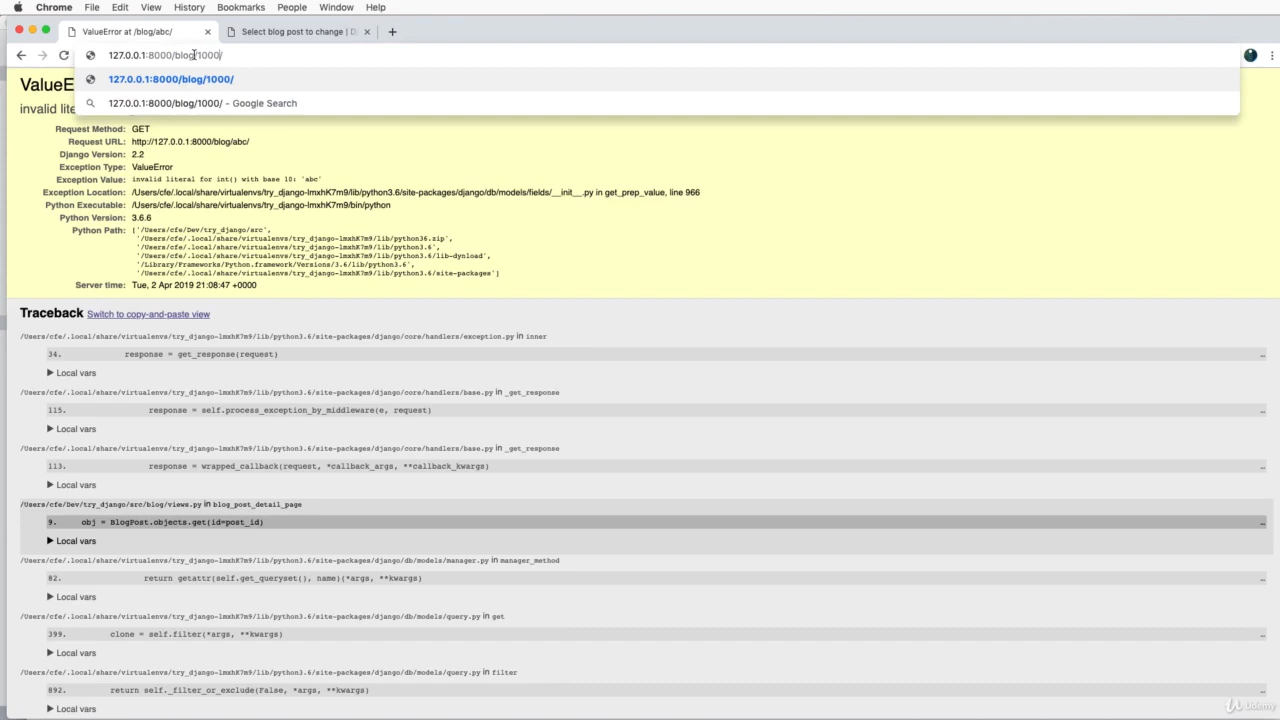 Chrome File Edit View History Bookmarks People Window Help
ValueError at /blog/abc/ Select blog post to change | D
127.0.0.1:8000/blog/1000/
127.0.0.1:8000/blog/1000/
127.0.0.1:8000/blog/1000/ – Google Search
ValueE
invalid lite
Request Method: GET
Request URL: http://127.0.0.1:8000/blog/abc/
Django Version: 2.2
Exception Type: ValueError
Exception Value: invalid literal for int() with base 10: 'abc'
Exception Location: /Users/cfe/.local/share/virtualenvs/try_django-lmxhK7m9/lib/python3.6/site-packages/django/db/models/fields/__init__.py in get_prep_value, line 966
Python Executable: /Users/cfe/.local/share/virtualenvs/try_django-lmxhK7m9/bin/python
Python Version: 3.6.6
Python Path: ['/Users/cfe/Dev/try_django/src',
'/Users/cfe/.local/share/virtualenvs/try_django-lmxhK7m9/lib/python36.zip',
'/Users/cfe/.local/share/virtualenvs/try_django-lmxhK7m9/lib/python3.6',
'/Users/cfe/.local/share/virtualenvs/try_django-lmxhK7m9/lib/python3.6/lib-dynload',
'/Library/Frameworks/Python.framework/Versions/3.6/lib/python3.6',
'/Users/cfe/.local/share/virtualenvs/try_django-lmxhK7m9/lib/python3.6/site-packages']
Server time: Tue, 2 Apr 2019 21:08:47 +0000
Traceback Switch to copy-and-paste view
/Users/cfe/.local/share/virtualenvs/try_django-lmxhK7m9/lib/python3.6/site-packages/django/core/handlers/exception.py in inner
34. response = get_response(request) …
▶ Local vars
/Users/cfe/.local/share/virtualenvs/try_django-lmxhK7m9/lib/python3.6/site-packages/django/core/handlers/base.py in _get_response
115. response = self.process_exception_by_middleware(e, request) …
▶ Local vars
/Users/cfe/.local/share/virtualenvs/try_django-lmxhK7m9/lib/python3.6/site-packages/django/core/handlers/base.py in _get_response
113. response = wrapped_callback(request, *callback_args, **callback_kwargs) …
▶ Local vars
/Users/cfe/Dev/try_django/src/blog/views.py in blog_post_detail_page
9. obj = BlogPost.objects.get(id=post_id) …
▶ Local vars
/Users/cfe/.local/share/virtualenvs/try_django-lmxhK7m9/lib/python3.6/site-packages/django/db/models/manager.py in manager_method
82. return getattr(self.get_queryset(), name)(*args, **kwargs) …
▶ Local vars
/Users/cfe/.local/share/virtualenvs/try_django-lmxhK7m9/lib/python3.6/site-packages/django/db/models/query.py in get
399. clone = self.filter(*args, **kwargs) …
▶ Local vars
/Users/cfe/.local/share/virtualenvs/try_django-lmxhK7m9/lib/python3.6/site-packages/django/db/models/query.py in filter
892. return self._filter_or_exclude(False, *args, **kwargs) …
▶ Local vars
Udemy